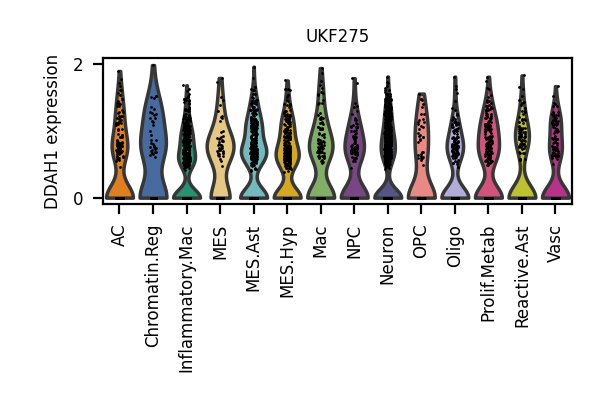 UKF275
DDAH1 expression
2
0
AC
Chromatin.Reg
Inflammatory.Mac
MES
MES.Ast
MES.Hyp
Mac
NPC
Neuron
OPC
Oligo
Prolif.Metab
Reactive.Ast
Vasc